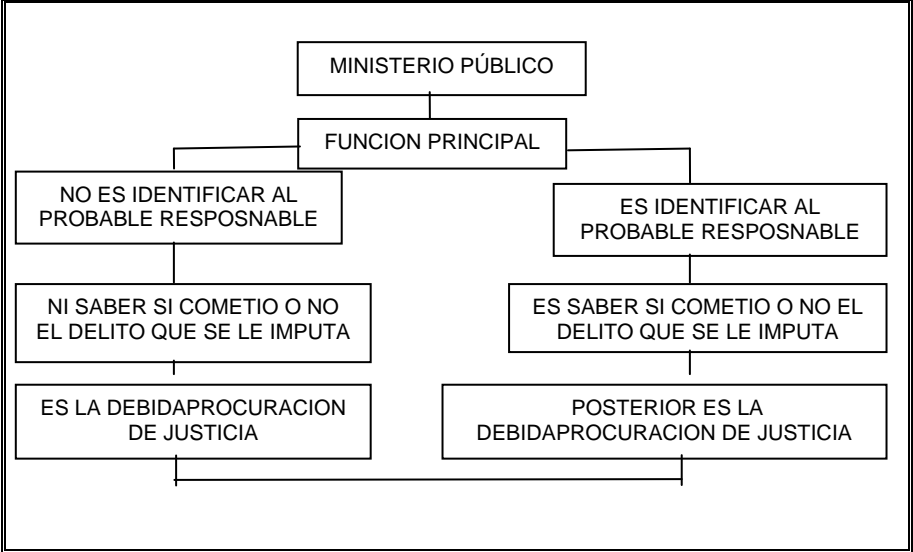 MINISTERIO PÚBLICO
FUNCION PRINCIPAL
NO ES IDENTIFICAR AL
PROBABLE RESPOSNABLE
NI SABER SI COMETIO O NO
EL DELITO QUE SE LE IMPUTA
ES LA DEBIDAPROCURACION
DE JUSTICIA
ES IDENTIFICAR AL
PROBABLE RESPOSNABLE
ES SABER SI COMETIO O NO EL
DELITO QUE SE LE IMPUTA
POSTERIOR ES LA
DEBIDAPROCURACION DE JUSTICIA